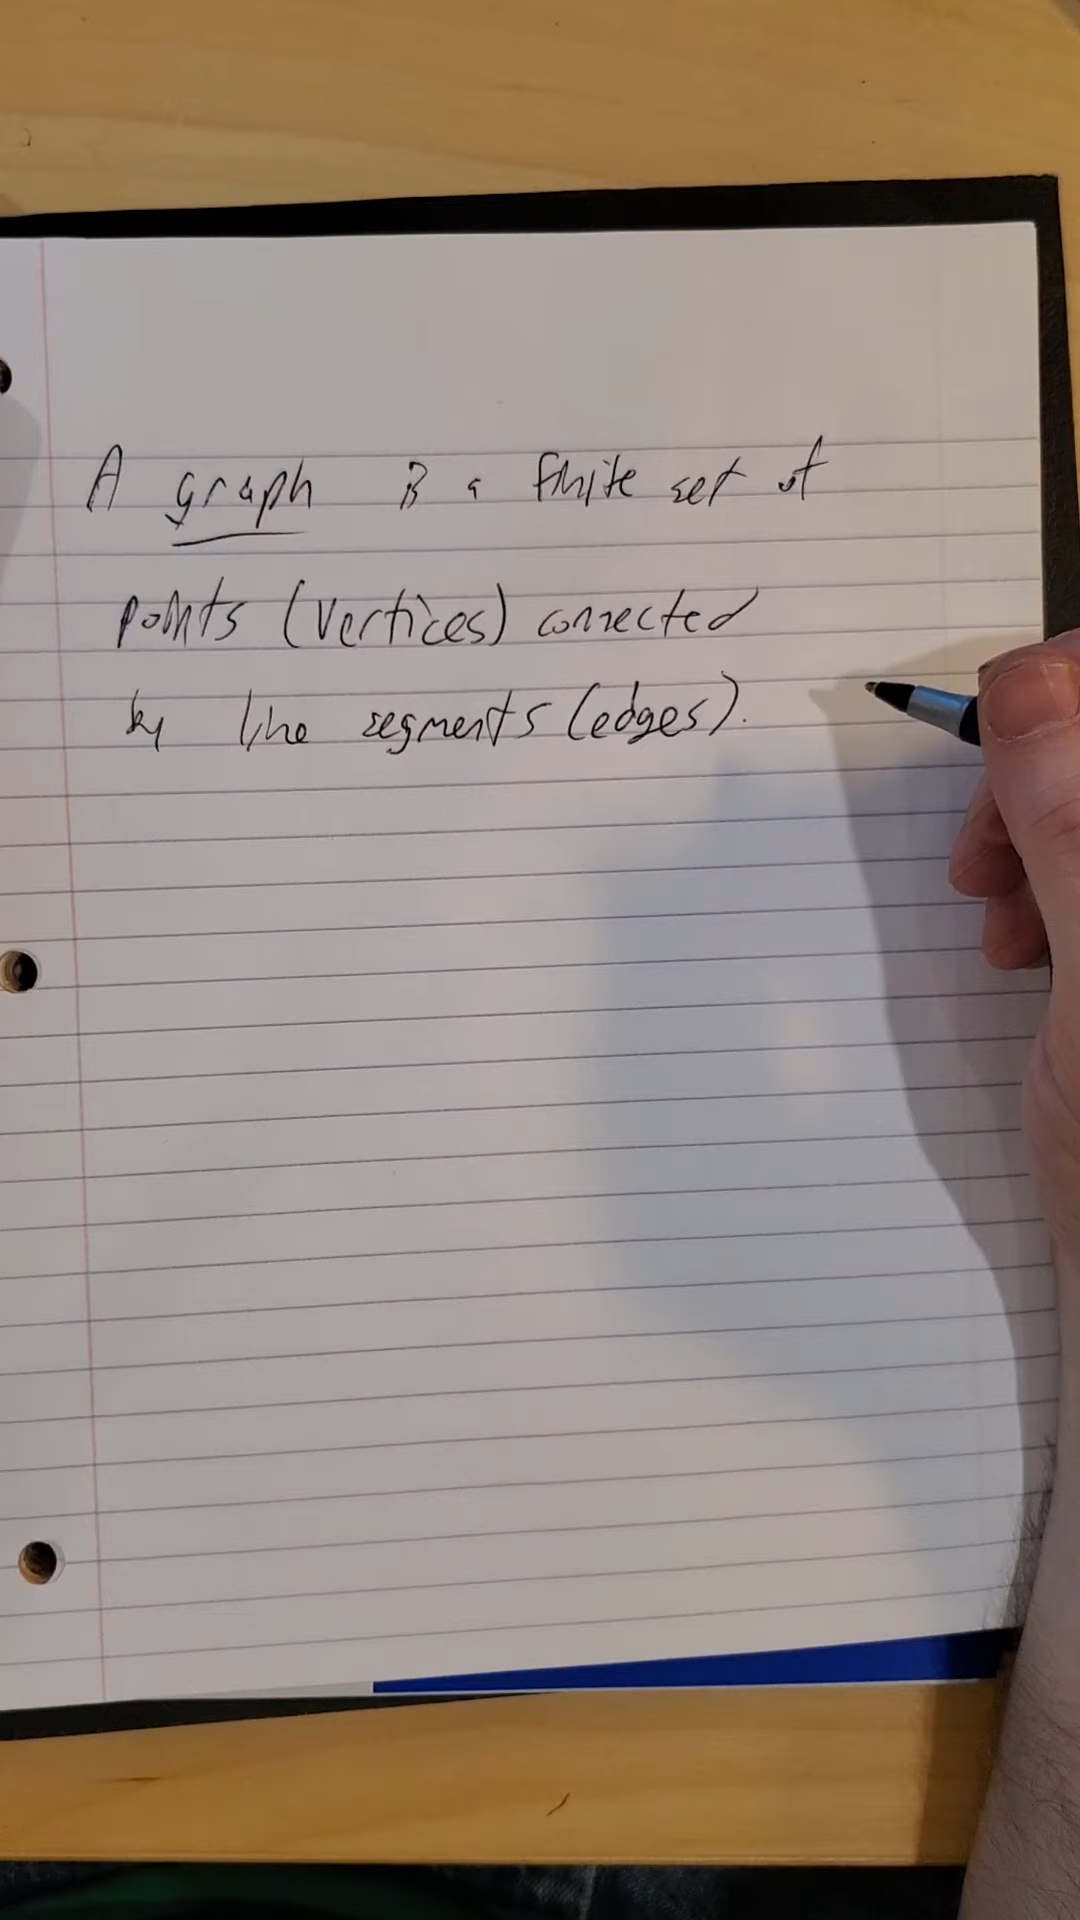 A graph is a finite set of
points (vertices) connected
by line segments (edges).